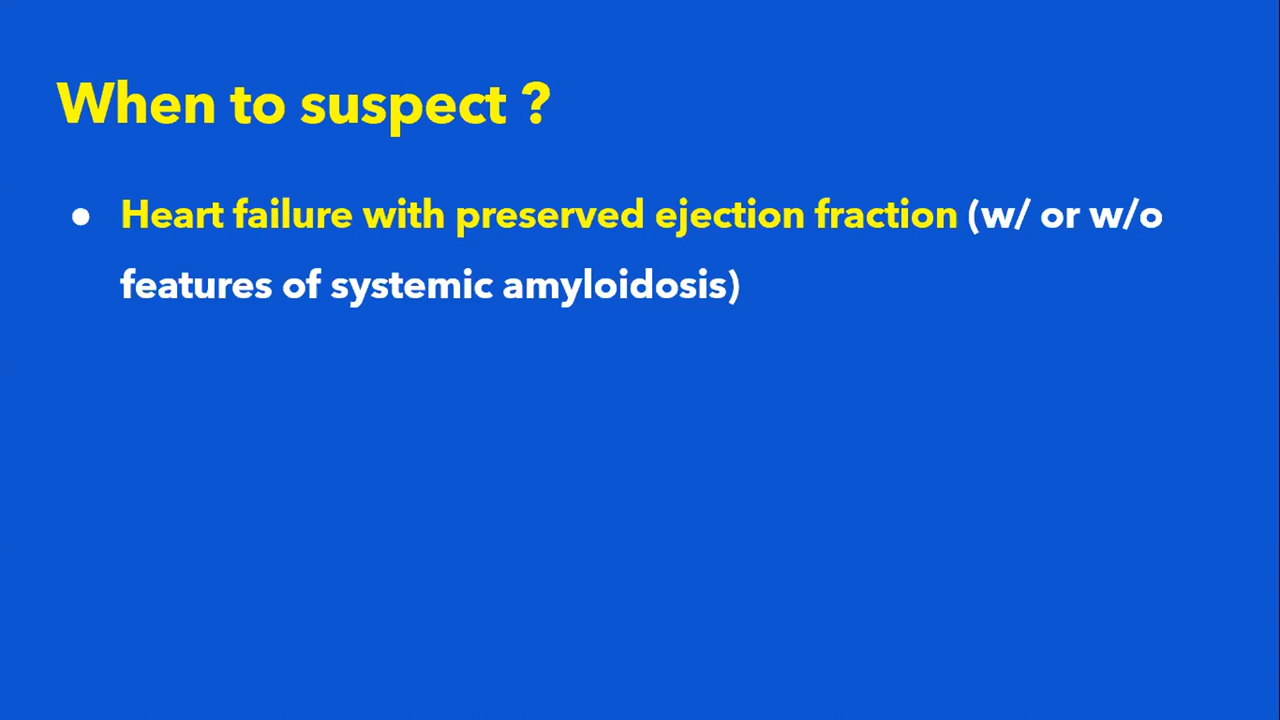 When to suspect ?
● Heart failure with preserved ejection fraction (w/ or w/o
features of systemic amyloidosis)